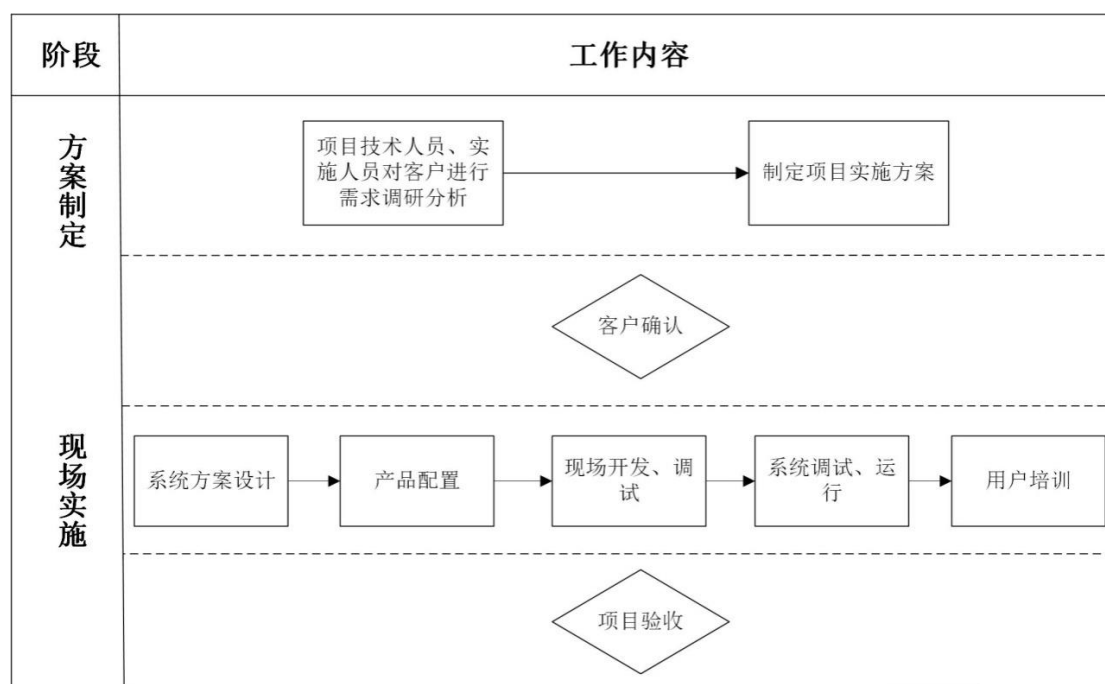 阶段
工作内容
方案制定
项目技术人员、实
施人员对客户进行
需求调研分析
制定项目实施方案
客户确认
现场实施
系统方案设计
产品配置
现场开发、调
试
系统调试、运
行
用户培训
项目验收